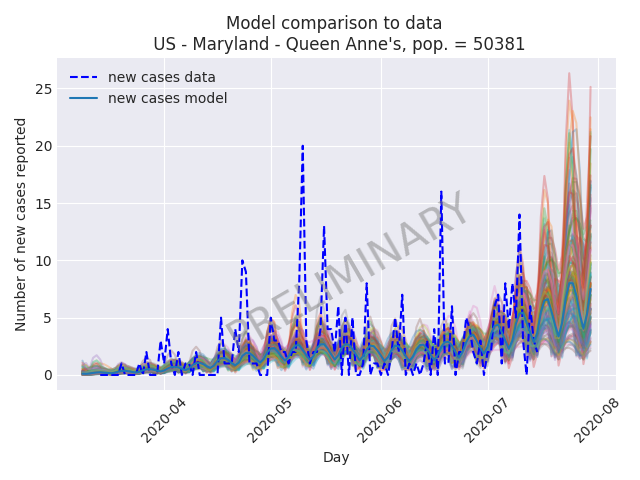 Model comparison to data
US - Maryland - Queen Anne's, pop. = 50381
new cases data
new cases model
Number of new cases reported
25
20
15
10
5
0
PRELIMINARY
2020-04
2020-05
2020-06
2020-07
2020-08
Day